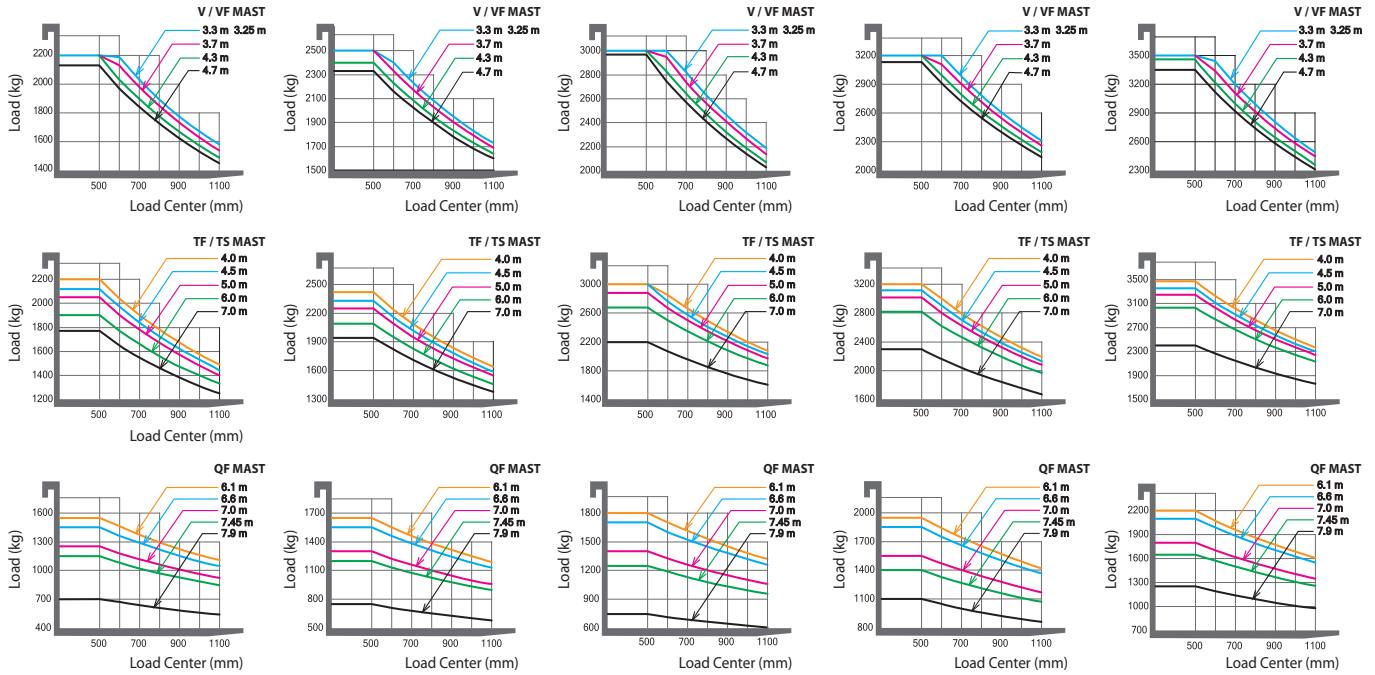 V / VF MAST
3.3 m 3.25 m
3.7 m
4.3 m
4.7 m
Load (kg)
2200
2000
1800
1600
1400
500 700 900 1100
Load Center (mm)
V / VF MAST
3.3 m 3.25 m
3.7 m
4.3 m
4.7 m
Load (kg)
2500
2300
2100
1900
1700
1500
500 700 900 1100
Load Center (mm)
V / VF MAST
3.3 m 3.25 m
3.7 m
4.3 m
4.7 m
Load (kg)
3000
2800
2600
2400
2200
2000
500 700 900 1100
Load Center (mm)
V / VF MAST
3.3 m 3.25 m
3.7 m
4.3 m
4.7 m
Load (kg)
3200
2900
2600
2300
2000
500 700 900 1100
Load Center (mm)
V / VF MAST
3.3 m 3.25 m
3.7 m
4.3 m
4.7 m
Load (kg)
3500
3200
2900
2600
2300
500 700 900 1100
Load Center (mm)
TF / TS MAST
4.0 m
4.5 m
5.0 m
6.0 m
7.0 m
Load (kg)
2200
2000
1800
1600
1400
1200
500 700 900 1100
Load Center (mm)
TF / TS MAST
4.0 m
4.5 m
5.0 m
6.0 m
7.0 m
Load (kg)
2500
2200
1900
1600
1300
500 700 900 1100
TF / TS MAST
4.0 m
4.5 m
5.0 m
6.0 m
7.0 m
Load (kg)
3000
2600
2200
1800
1400
500 700 900 1100
TF / TS MAST
4.0 m
4.5 m
5.0 m
6.0 m
7.0 m
Load (kg)
3200
2800
2400
2000
1600
500 700 900 1100
TF / TS MAST
4.0 m
4.5 m
5.0 m
6.0 m
7.0 m
Load (kg)
3500
3100
2700
2300
1900
1500
500 700 900 1100
QF MAST
6.1 m
6.6 m
7.0 m
7.45 m
7.9 m
Load (kg)
1600
1300
1000
700
400
500 700 900 1100
Load Center (mm)
QF MAST
6.1 m
6.6 m
7.0 m
7.45 m
7.9 m
Load (kg)
1700
1400
1100
800
500
500 700 900 1100
Load Center (mm)
QF MAST
6.1 m
6.6 m
7.0 m
7.45 m
7.9 m
Load (kg)
1800
1500
1200
900
600
500 700 900 1100
Load Center (mm)
QF MAST
6.1 m
6.6 m
7.0 m
7.45 m
7.9 m
Load (kg)
2000
1700
1400
1100
800
500 700 900 1100
Load Center (mm)
QF MAST
6.1 m
6.6 m
7.0 m
7.45 m
7.9 m
Load (kg)
2200
1900
1600
1300
1000
700
500 700 900 1100
Load Center (mm)